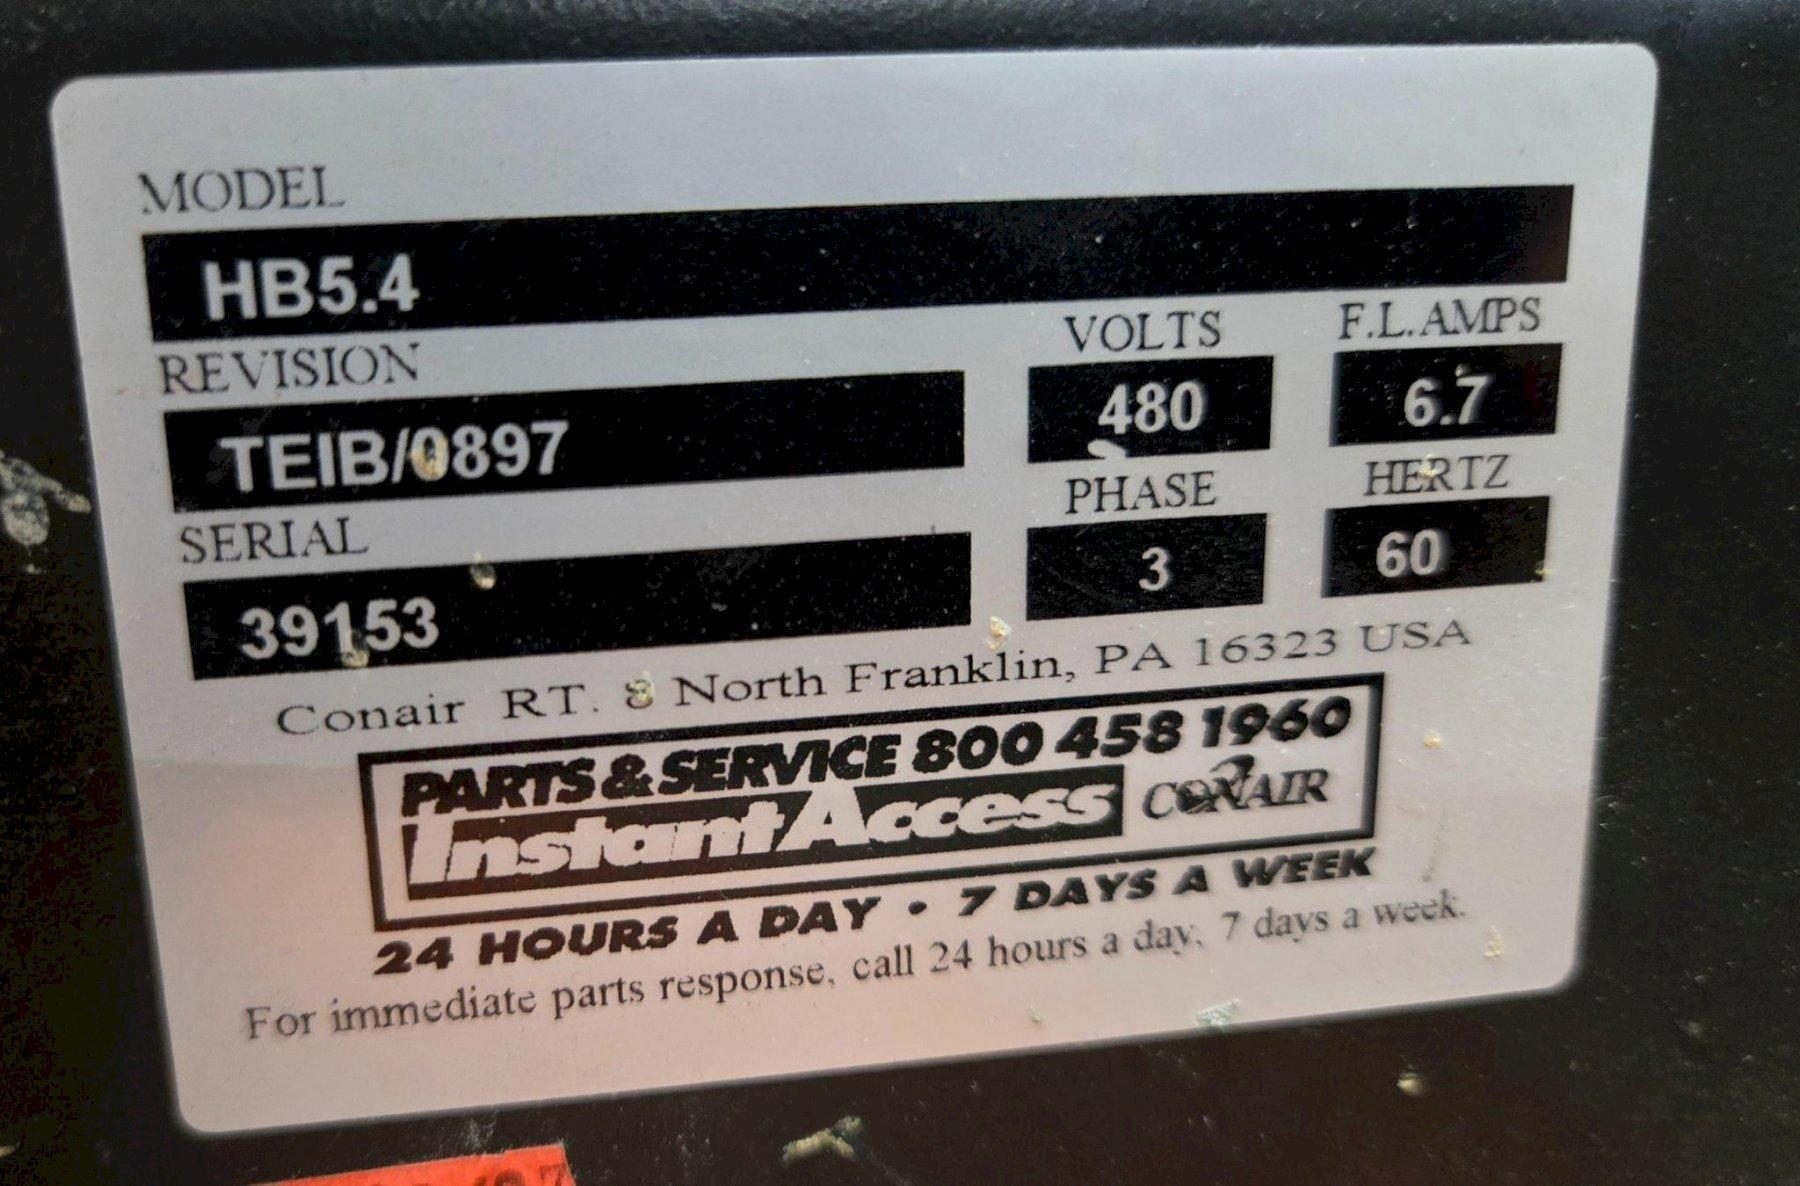 MODEL
HB5.4
REVISION
TEIB/0897
VOLTS
480
F.L.AMPS
6.7
SERIAL
39153
PHASE
3
HERTZ
60
Conair RT. 8 North Franklin, PA 16323 USA
PARTS & SERVICE 800 458 1960
Instant Access CONAIR
24 HOURS A DAY • 7 DAYS A WEEK
For immediate parts response, call 24 hours a day, 7 days a week.